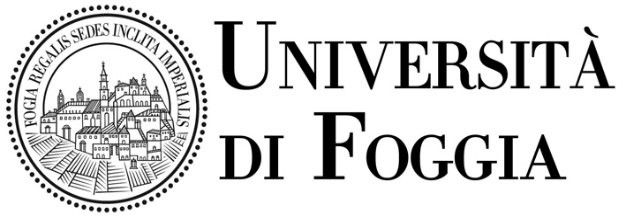 FOGIA REGALIS SEDES INCLITA IMPERIALIS
UNIVERSITÀ
DI FOGGIA